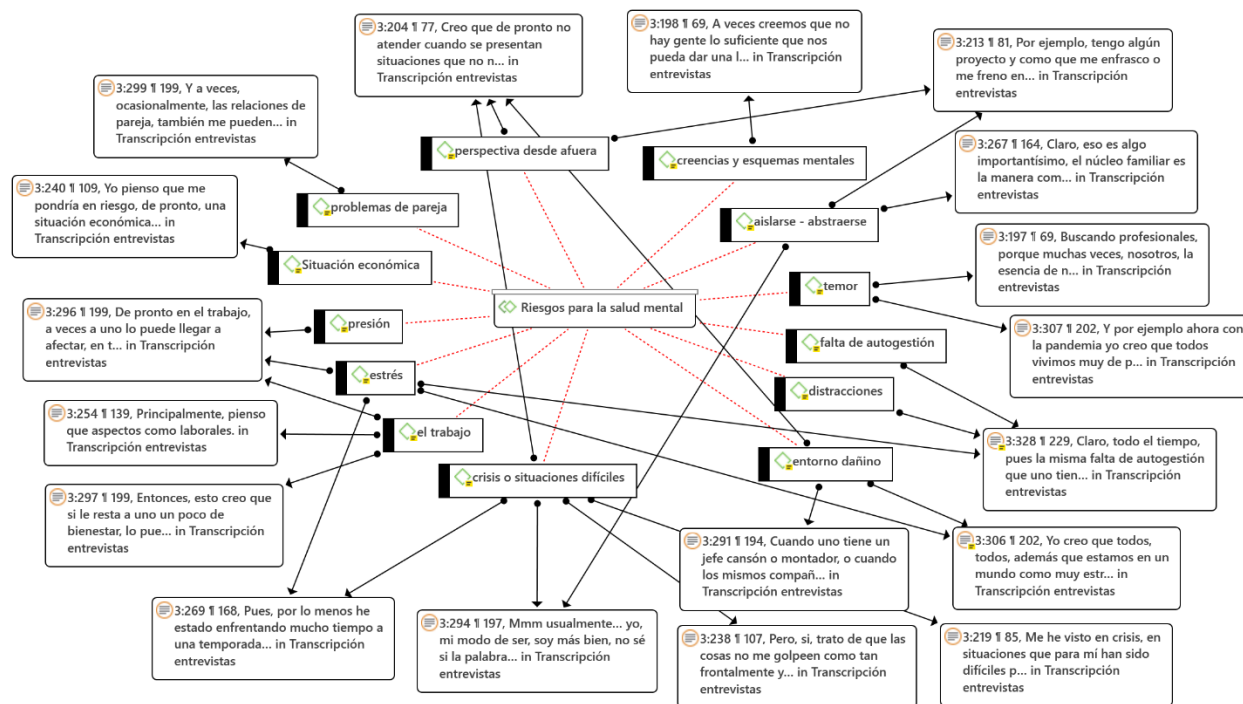 3:204 ¶ 77, Creo que de pronto no
atender cuando se presentan
situaciones que no n... in
Transcripción entrevistas
3:198 ¶ 69, A veces creemos que no
hay gente lo suficiente que nos
pueda dar una l... in Transcripción
entrevistas
3:213 ¶ 81, Por ejemplo, tengo algún
proyecto y como que me enfrasco o
me freno en... in Transcripción
entrevistas
3:299 ¶ 199, Y a veces,
ocasionalmente, las relaciones de
pareja, también me pueden... in
Transcripción entrevistas
perspectiva desde afuera
creencias y esquemas mentales
3:267 ¶ 164, Claro, eso es algo
importantísimo, el núcleo familiar es
la manera com... in Transcripción
entrevistas
3:240 ¶ 109, Yo pienso que me
pondría en riesgo, de pronto, una
situación económica... in
Transcripción entrevistas
problemas de pareja
aislarse - abstraerse
3:197 ¶ 69, Buscando profesionales,
porque muchas veces, nosotros, la
esencia de n... in Transcripción
entrevistas
Situación económica
temor
Riesgos para la salud mental
3:296 ¶ 199, De pronto en el trabajo,
a veces a uno lo puede llegar a
afectar, en t... in Transcripción
entrevistas
presión
falta de autogestión
3:307 ¶ 202, Y por ejemplo ahora con
la pandemia yo creo que todos
vivimos muy de p... in Transcripción
entrevistas
estrés
distracciones
3:254 ¶ 139, Principalmente, pienso
que aspectos como laborales. in
Transcripción entrevistas
el trabajo
3:328 ¶ 229, Claro, todo el tiempo,
pues la misma falta de autogestión
que uno tien... in Transcripción
entrevistas
crisis o situaciones difíciles
entorno dañino
3:297 ¶ 199, Entonces, esto creo que
si le resta a uno un poco de
bienestar, lo pue... in Transcripción
entrevistas
3:291 ¶ 194, Cuando uno tiene un
jefe cansón o montador, o cuando
los mismos compañ... in
Transcripción entrevistas
3:306 ¶ 202, Yo creo que todos,
todos, además que estamos en un
mundo como muy estr... in
Transcripción entrevistas
3:269 ¶ 168, Pues, por lo menos he
estado enfrentando mucho tiempo a
una temporada... in Transcripción
entrevistas
3:294 ¶ 197, Mmm usualmente... yo,
mi modo de ser, soy más bien, no sé
si la palabra... in Transcripción
entrevistas
3:238 ¶ 107, Pero, si, trato de que las
cosas no me golpeen como tan
frontalmente y... in Transcripción
entrevistas
3:219 ¶ 85, Me he visto en crisis, en
situaciones que para mí han sido
difíciles p... in Transcripción
entrevistas